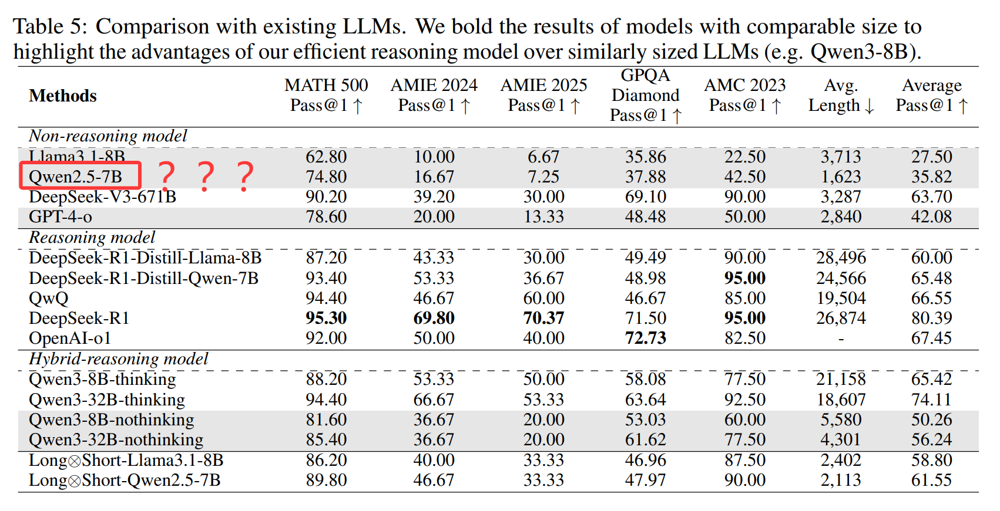 Table 5: Comparison with existing LLMs. We bold the results of models with comparable size to
highlight the advantages of our efficient reasoning model over similarly sized LLMs (e.g. Qwen3-8B).
Methods MATH 500 Pass@1 ↑ AMIE 2024 Pass@1 ↑ AMIE 2025 Pass@1 ↑ GPQA Diamond Pass@1 ↑ AMC 2023 Pass@1 ↑ Avg. Length ↓ Average Pass@1 ↑
Non-reasoning model
Llama3.1-8B 62.80 10.00 6.67 35.86 22.50 3,713 27.50
Qwen2.5-7B ? ? ? 74.80 16.67 7.25 37.88 42.50 1,623 35.82
DeepSeek-V3-671B 90.20 39.20 30.00 69.10 90.00 3,287 63.70
GPT-4-o 78.60 20.00 13.33 48.48 50.00 2,840 42.08
Reasoning model
DeepSeek-R1-Distill-Llama-8B 87.20 43.33 30.00 49.49 90.00 28,496 60.00
DeepSeek-R1-Distill-Qwen-7B 93.40 53.33 36.67 48.98 95.00 24,566 65.48
QwQ 94.40 46.67 60.00 46.67 85.00 19,504 66.55
DeepSeek-R1 95.30 69.80 70.37 71.50 95.00 26,874 80.39
OpenAI-o1 92.00 50.00 40.00 72.73 82.50 - 67.45
Hybrid-reasoning model
Qwen3-8B-thinking 88.20 53.33 50.00 58.08 77.50 21,158 65.42
Qwen3-32B-thinking 94.40 66.67 53.33 63.64 92.50 18,607 74.11
Qwen3-8B-nothinking 81.60 36.67 20.00 53.03 60.00 5,580 50.26
Qwen3-32B-nothinking 85.40 36.67 20.00 61.62 77.50 4,301 56.24
Long⊗Short-Llama3.1-8B 86.20 40.00 33.33 46.96 87.50 2,402 58.80
Long⊗Short-Qwen2.5-7B 89.80 46.67 33.33 47.97 90.00 2,113 61.55